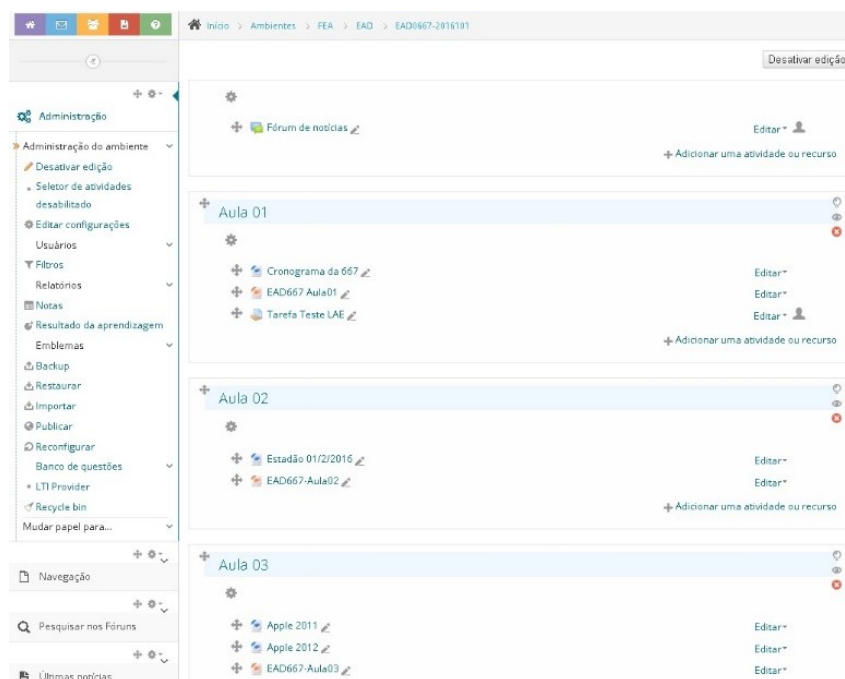 Início > Ambientes > FEA > EAD > EAD0667-2016101
Desativar edição
Administração
Administração do ambiente
Desativar edição
Seletor de atividades
desabilitado
Editar configurações
Usuários
Filtros
Relatórios
Notas
Resultado da aprendizagem
Emblemas
Backup
Restaurar
Importar
Publicar
Reconfigurar
Banco de questões
LTI Provider
Recycle bin
Mudar papel para...
Navegação
Pesquisar nos Fóruns
Últimas notícias
Fórum de notícias Editar
Adicionar uma atividade ou recurso
Aula 01
Cronograma da 667 Editar
EAD667 Aula01 Editar
Tarefa Teste LAE Editar
Adicionar uma atividade ou recurso
Aula 02
Estadão 01/2/2016 Editar
EAD667-Aula02 Editar
Adicionar uma atividade ou recurso
Aula 03
Apple 2011 Editar
Apple 2012 Editar
EAD667-Aula03 Editar